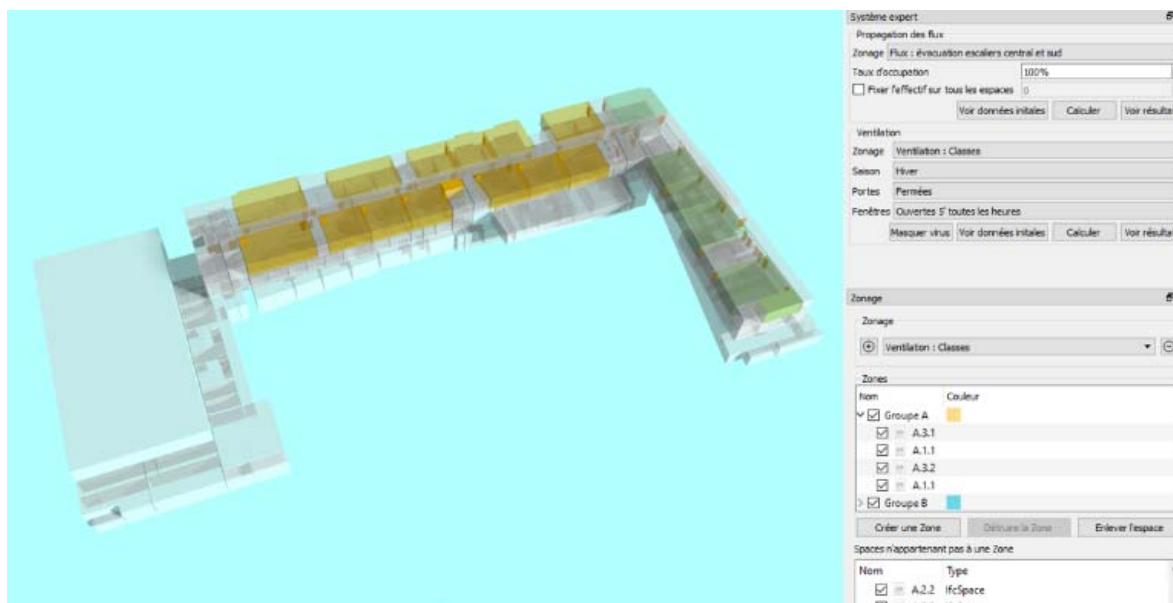 Système expert
Propagation des flux
Zonage Flux : évacuation escaliers central et sud
Taux d'occupation 100%
Fixer l'effectif sur tous les espaces 0
Voir données initales Calculer Voir résulta
Ventilation
Zonage Ventilation : Classes
Saison Hiver
Portes Fermées
Fenêtres Ouvertes 5' toutes les heures
Masquer virus Voir données initales Calculer Voir résulta
Zonage
Zonage
Ventilation : Classes
Zones
Nom Couleur
Groupe A
A.3.1
A.1.1
A.3.2
A.1.1
Groupe B
Créer une Zone Détruire la Zone Enlever l'espace
Spaces n'appartenant pas à une Zone
Nom Type
A.2.2 IfcSpace